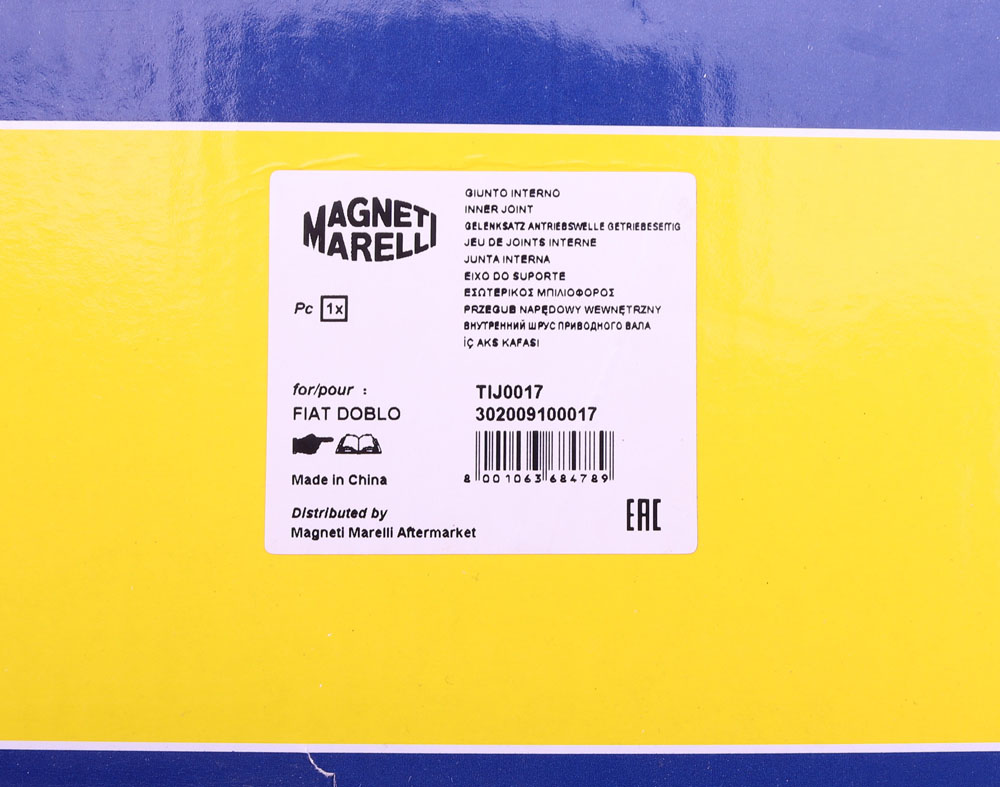 MAGNETI
MARELLI
GIUNTO INTERNO
INNER JOINT
GELENKSATZ ANTRIEBSWELLE GETRIEBESEITIG
JEU DE JOINTS INTERNE
JUNTA INTERNA
EIXO DO SUPORTE
ΕΣΩΤΕΡΙΚΟΣ ΜΠΙΛΙΟΦΟΡΟΣ
PRZEGUB NAPĘDOWY WEWNĘTRZNY
ВНУТРЕННИЙ ШРУС ПРИВОДНОГО ВАЛА
İÇ AKS KAFASI
Pc 1x
for/pour :
FIAT DOBLO
TIJ0017
302009100017
8 001063 684789
Made in China
Distributed by
Magneti Marelli Aftermarket
EAC